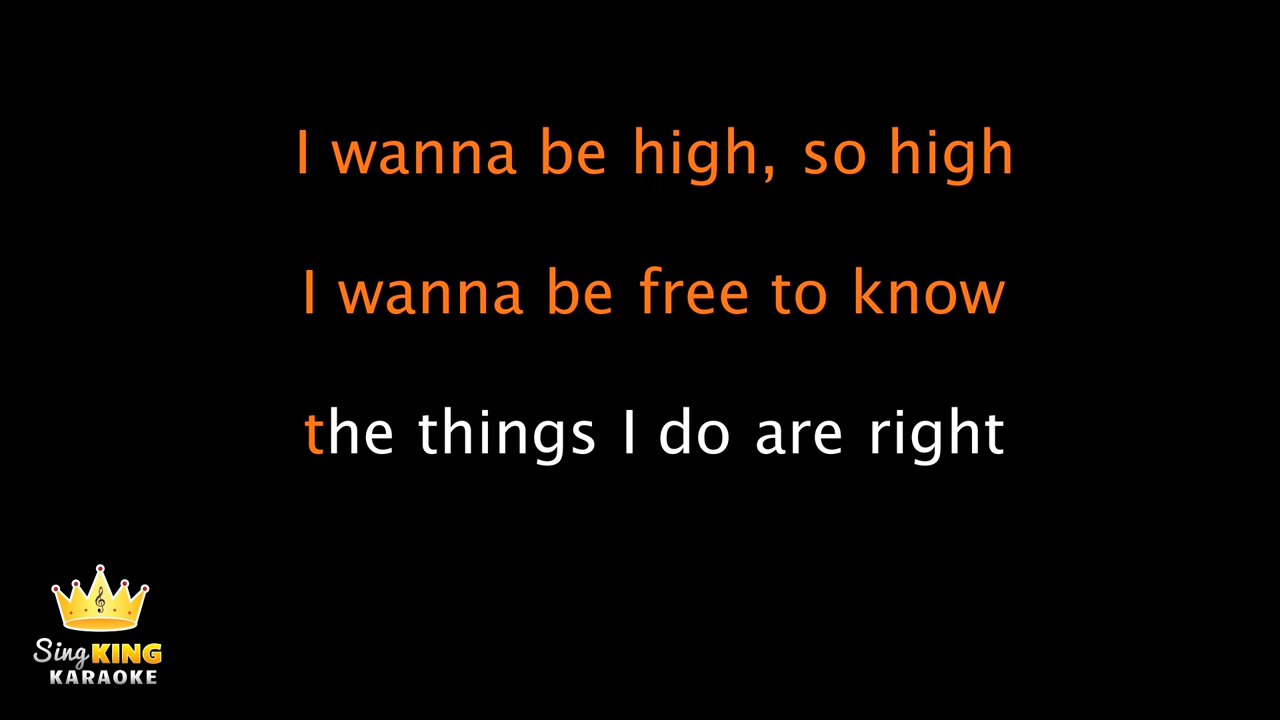 I wanna be high, so high
I wanna be free to know
the things I do are right
Sing KING
KARAOKE